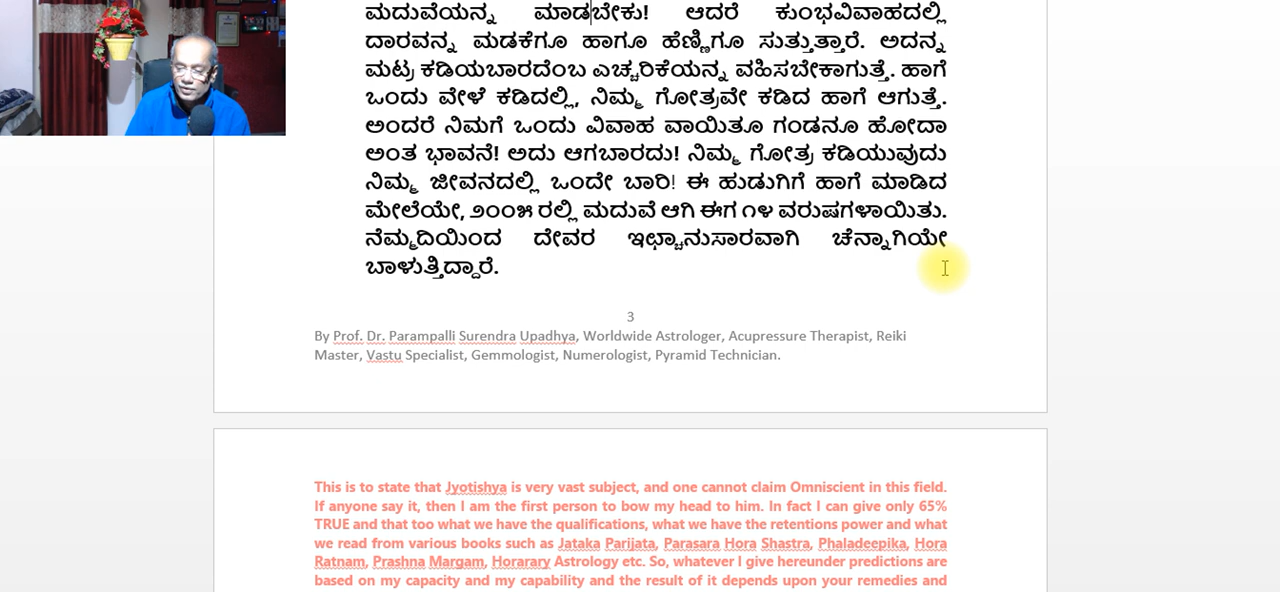 ಮದುವೆಯನ್ನ ಮಾಡಬೇಕು! ಆದರೆ ಕುಂಭವಿವಾಹದಲ್ಲಿ
ದಾರವನ್ನ ಮಡಕೆಗೂ ಹಾಗೂ ಹೆಣ್ಣಿಗೂ ಸುತ್ತುತ್ತಾರೆ. ಅದನ್ನ
ಮಟ್ರ ಕಡಿಯಬಾರದೆಂಬ ಎಚ್ಚರಿಕೆಯನ್ನ ವಹಿಸಬೇಕಾಗುತ್ತೆ. ಹಾಗೆ
ಒಂದು ವೇಳೆ ಕಡಿದಲ್ಲಿ, ನಿಮ್ಮ ಗೋತ್ರವೇ ಕಡಿದ ಹಾಗೆ ಆಗುತ್ತೆ.
ಅಂದರೆ ನಿಮಗೆ ಒಂದು ವಿವಾಹ ವಾಯಿತೂ ಗಂಡನೂ ಹೋದಾ
ಅಂತ ಭಾವನೆ! ಅದು ಆಗಬಾರದು! ನಿಮ್ಮ ಗೋತ್ರ ಕಡಿಯುವುದು
ನಿಮ್ಮ ಜೀವನದಲ್ಲಿ ಒಂದೇ ಬಾರಿ! ಈ ಹುಡುಗಿಗೆ ಹಾಗೆ ಮಾಡಿದ
ಮೇಲೆಯೇ, ೨೦೦೫ ರಲ್ಲಿ ಮದುವೆ ಆಗಿ ಈಗ ೧೪ ವರುಷಗಳಾಯಿತು.
ನೆಮ್ಮದಿಯಿಂದ ದೇವರ ಇಛ್ಚಾನುಸಾರವಾಗಿ ಚೆನ್ನಾಗಿಯೇ
ಬಾಳುತ್ತಿದ್ದಾರೆ.
3
By Prof. Dr. Parampalli Surendra Upadhya, Worldwide Astrologer, Acupressure Therapist, Reiki
Master, Vastu Specialist, Gemmologist, Numerologist, Pyramid Technician.
This is to state that Jyotishya is very vast subject, and one cannot claim Omniscient in this field.
If anyone say it, then I am the first person to bow my head to him. In fact I can give only 65%
TRUE and that too what we have the qualifications, what we have the retentions power and what
we read from various books such as Jataka Parijata, Parasara Hora Shastra, Phaladeepika, Hora
Ratnam, Prashna Margam, Horarary Astrology etc. So, whatever I give hereunder predictions are
based on my capacity and my capability and the result of it depends upon your remedies and